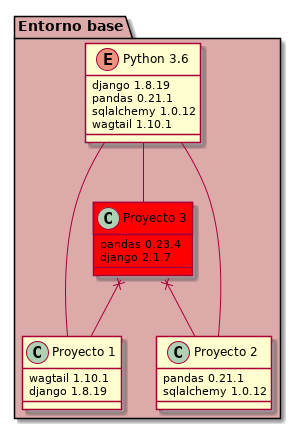 Entorno base
E Python 3.6
django 1.8.19
pandas 0.21.1
sqlalchemy 1.0.12
wagtail 1.10.1
C Proyecto 3
pandas 0.23.4
django 2.1.7
C Proyecto 1
wagtail 1.10.1
django 1.8.19
C Proyecto 2
pandas 0.21.1
sqlalchemy 1.0.12